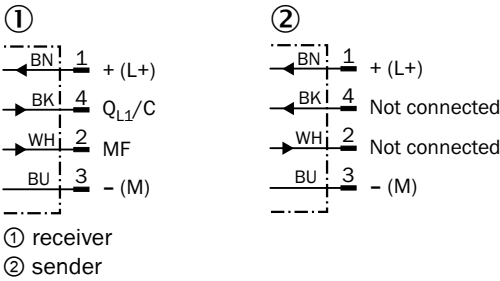 ① ②
BN 1 + (L+) BN 1 + (L+)
BK 4 Q_L1/C BK 4 Not connected
WH 2 MF WH 2 Not connected
BU 3 – (M) BU 3 – (M)
① receiver
② sender